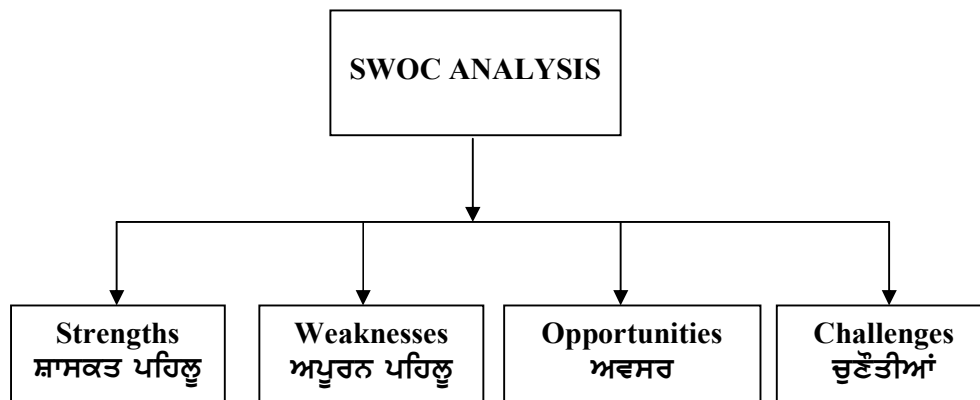 SWOC ANALYSIS
Strengths
ਸ਼ਾਸਕਤ ਪਹਿਲੂ
Weaknesses
ਅਪੂਰਨ ਪਹਿਲੂ
Opportunities
ਅਵਸਰ
Challenges
ਚੁਣੌਤੀਆਂ